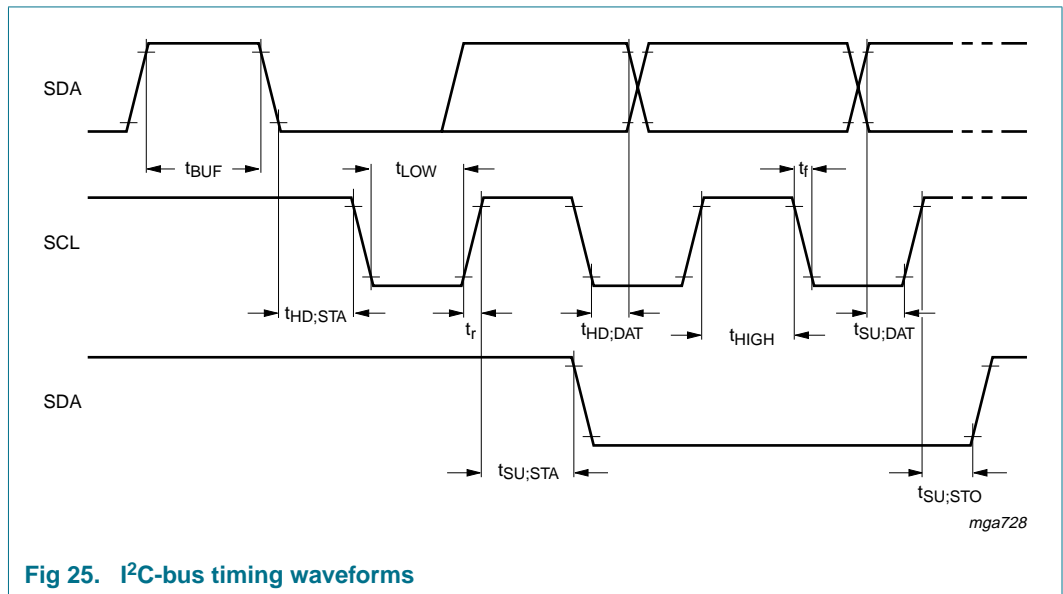 SDA
tBUF
tLOW
tf
SCL
tHD;STA
tr
tHD;DAT
tHIGH
tSU;DAT
SDA
tSU;STA
tSU;STO
mga728
Fig 25. I²C-bus timing waveforms